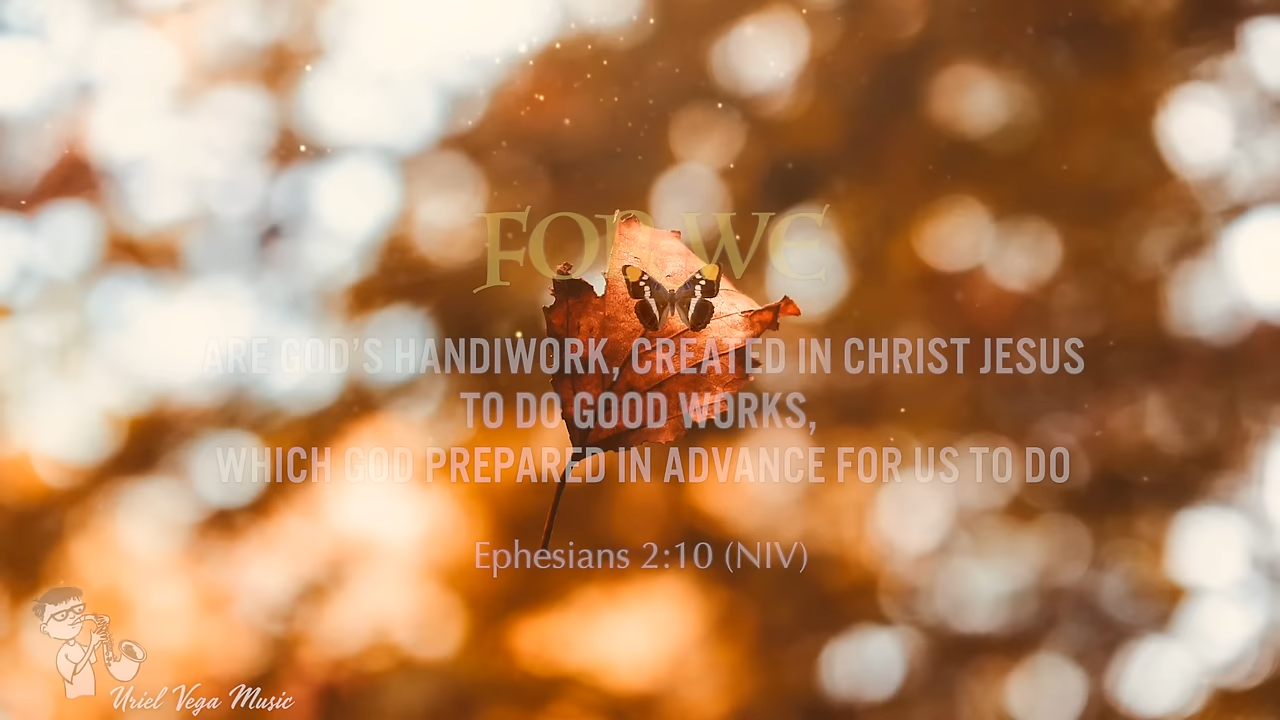 FOR WE
ARE GOD'S HANDIWORK, CREATED IN CHRIST JESUS
TO DO GOOD WORKS,
WHICH GOD PREPARED IN ADVANCE FOR US TO DO
Ephesians 2:10 (NIV)
Uriel Vega Music